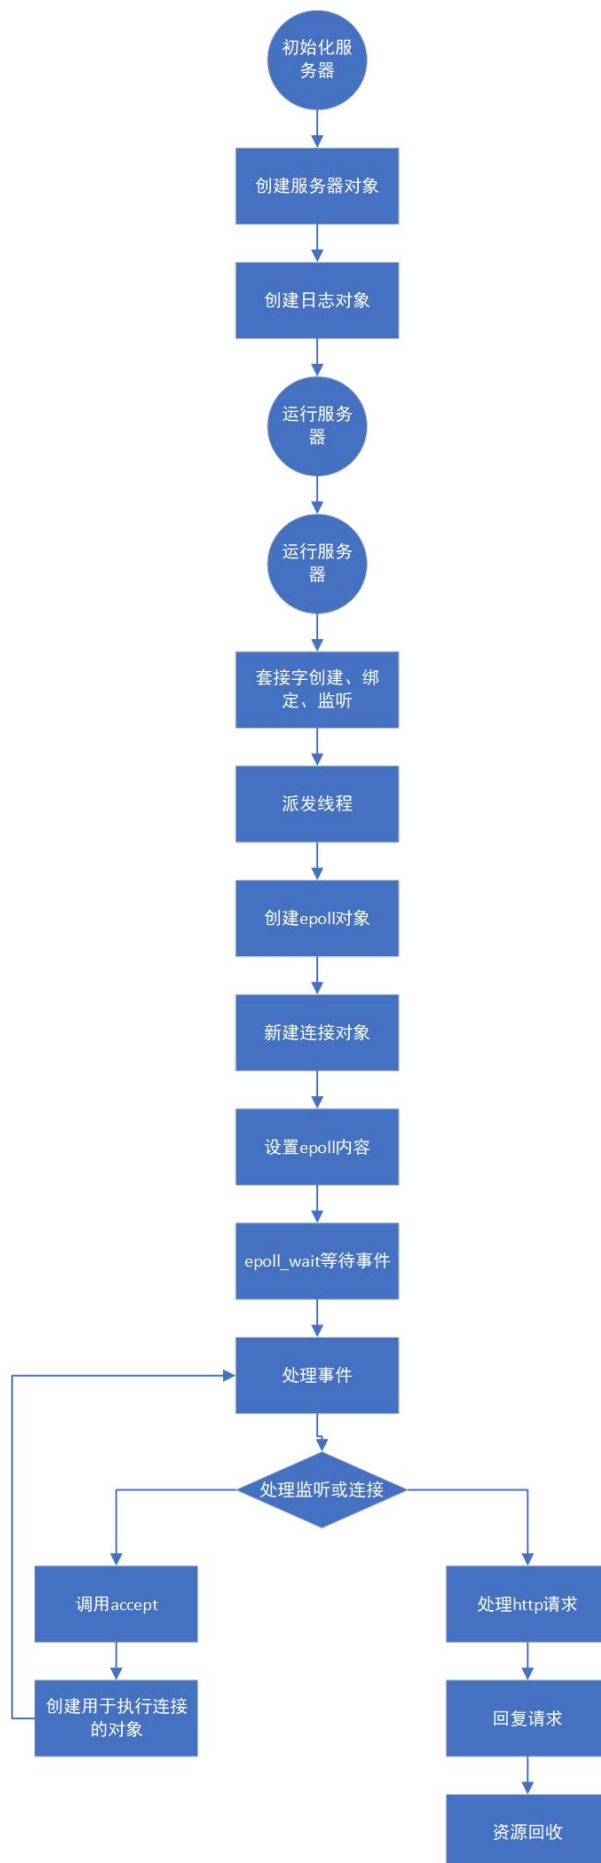 初始化服
务器
创建服务器对象
创建日志对象
运行服务
器
运行服务
器
套接字创建、绑
定、监听
派发线程
创建epoll对象
新建连接对象
设置epoll内容
epoll_wait等待事件
处理事件
处理监听或连接
调用accept
处理http请求
创建用于执行连接
的对象
回复请求
资源回收